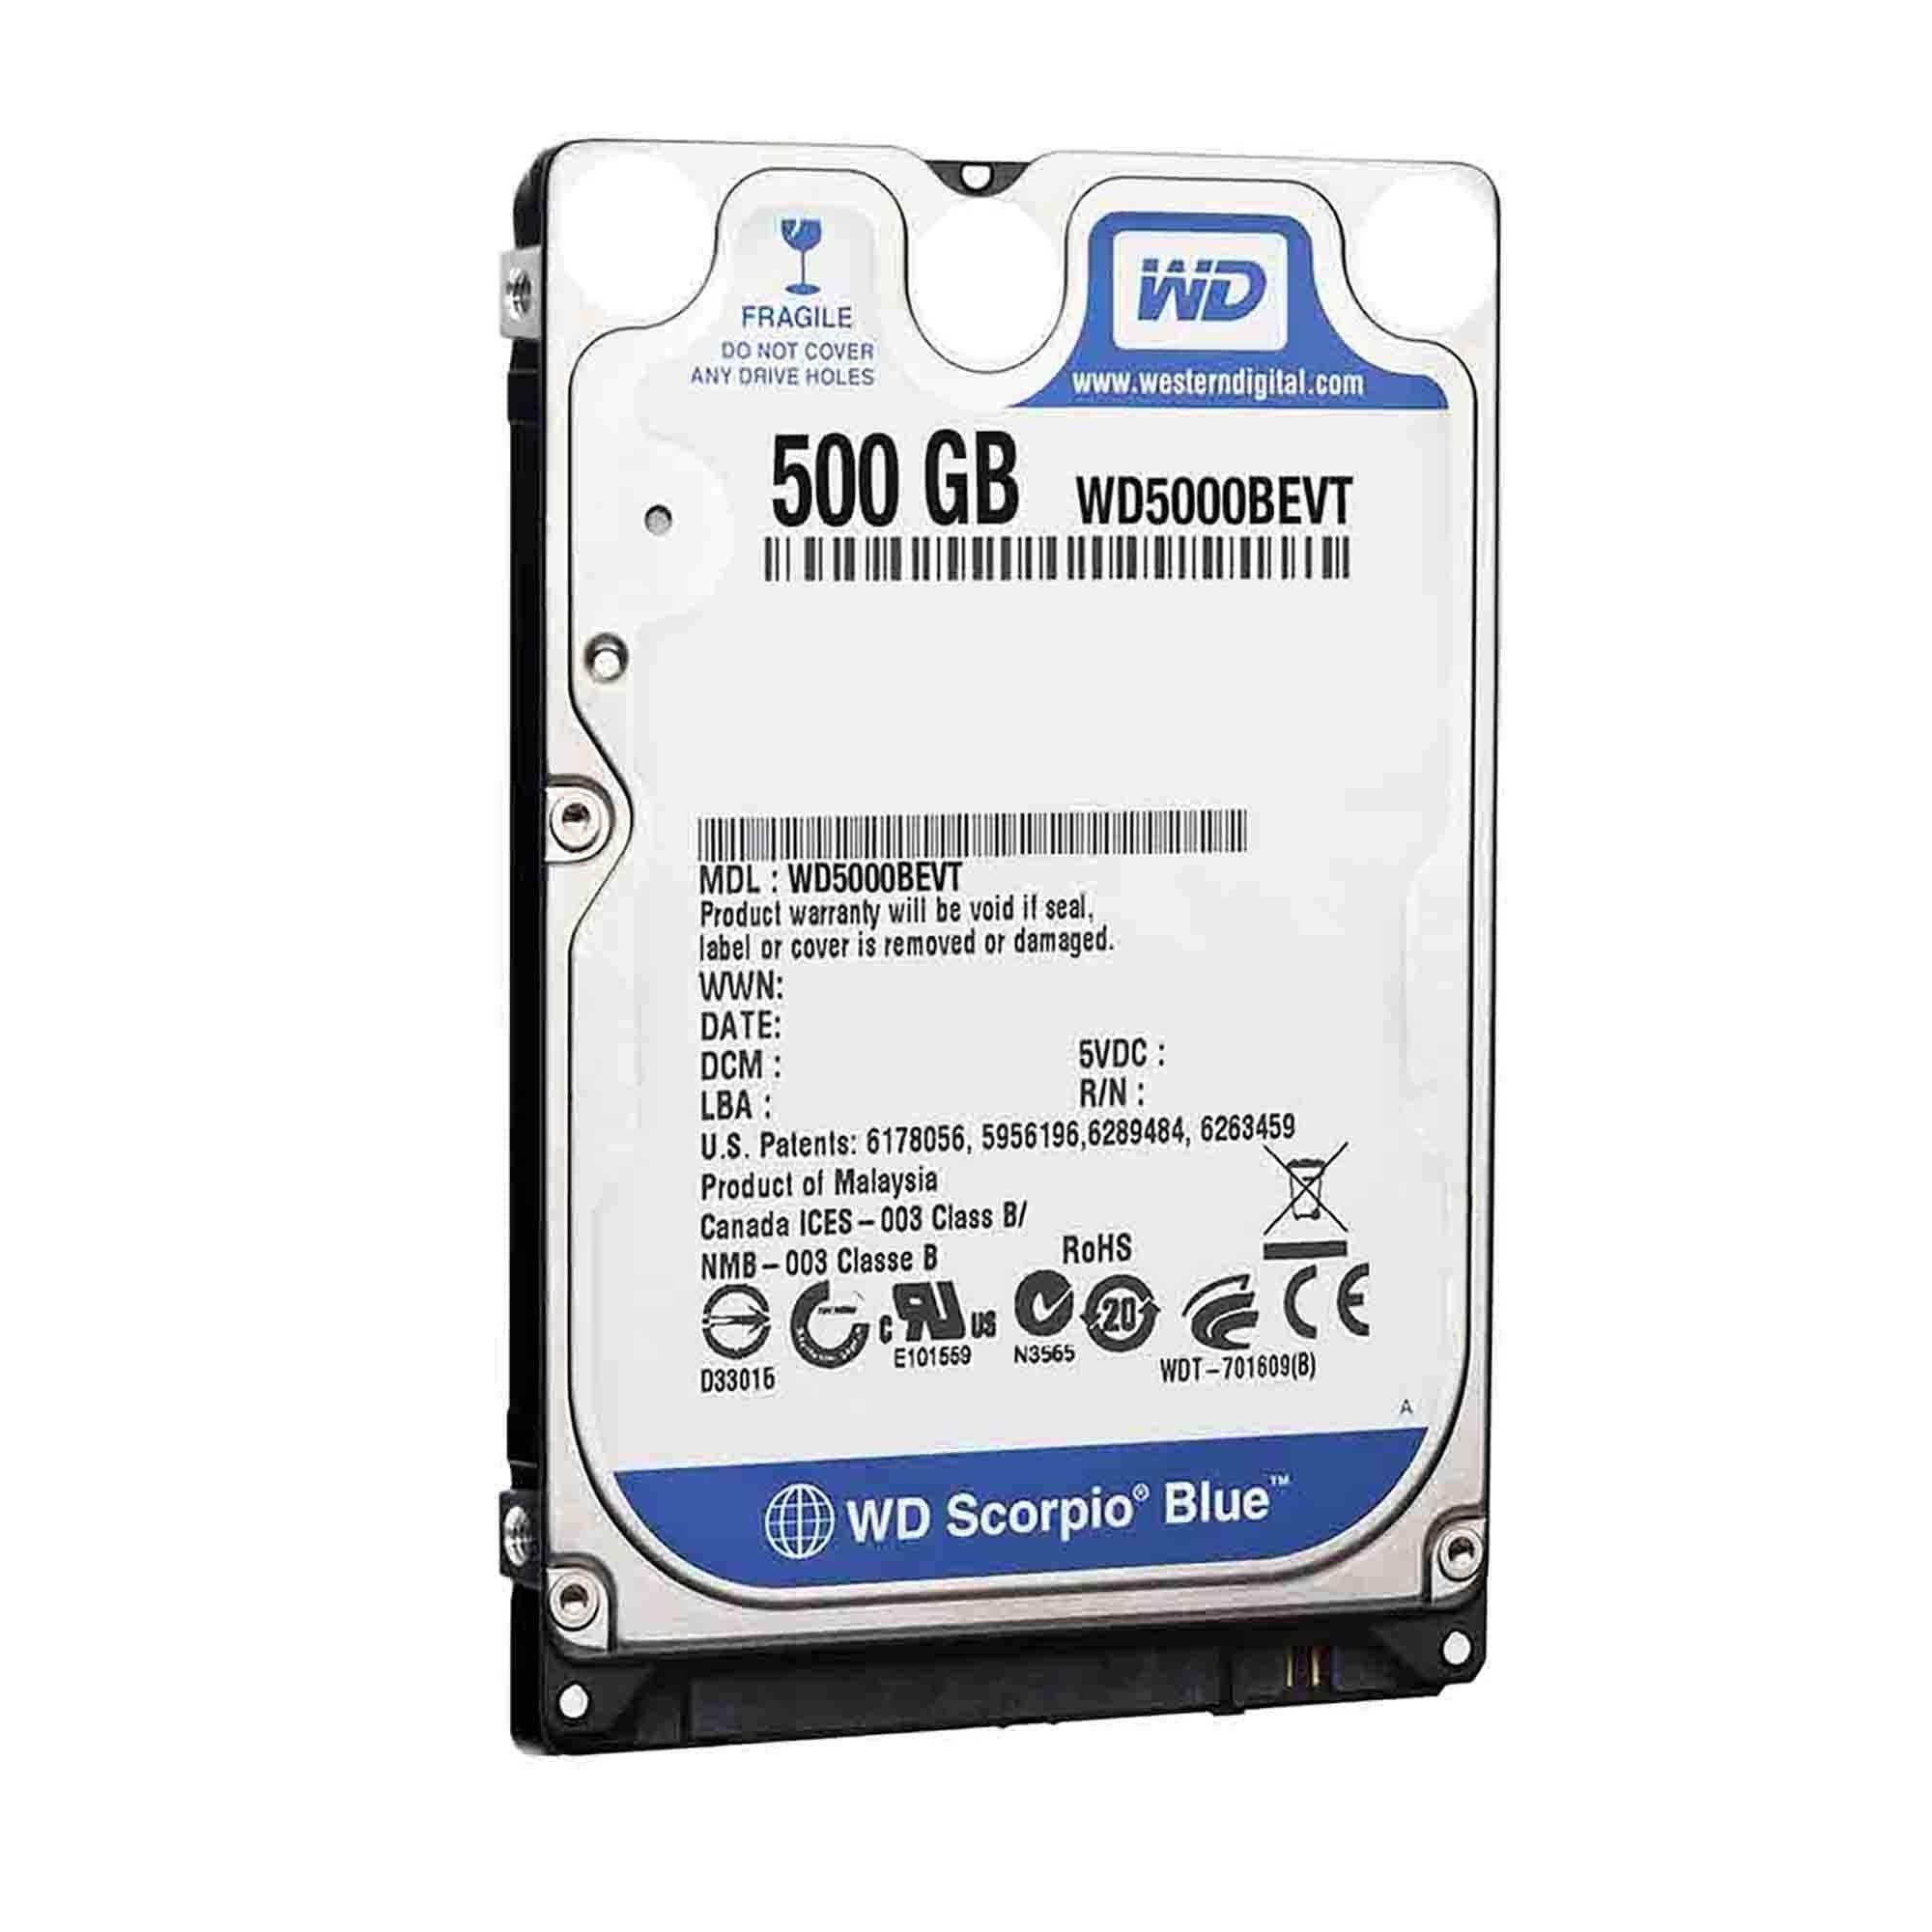 FRAGILE
DO NOT COVER
ANY DRIVE HOLES
WD
www.westerndigital.com
500 GB WD5000BEVT
MDL : WD5000BEVT
Product warranty will be void if seal,
label or cover is removed or damaged.
WWN:
DATE:
DCM : 5VDC :
LBA : R/N :
U.S. Patents: 6178056, 5956196,6289484, 6263459
Product of Malaysia
Canada ICES-003 Class B/
NMB-003 Classe B
RoHS
C RU US 20 CE
D33015 E101559 N3565 WDT-701609(B)
A
WD Scorpio® Blue™